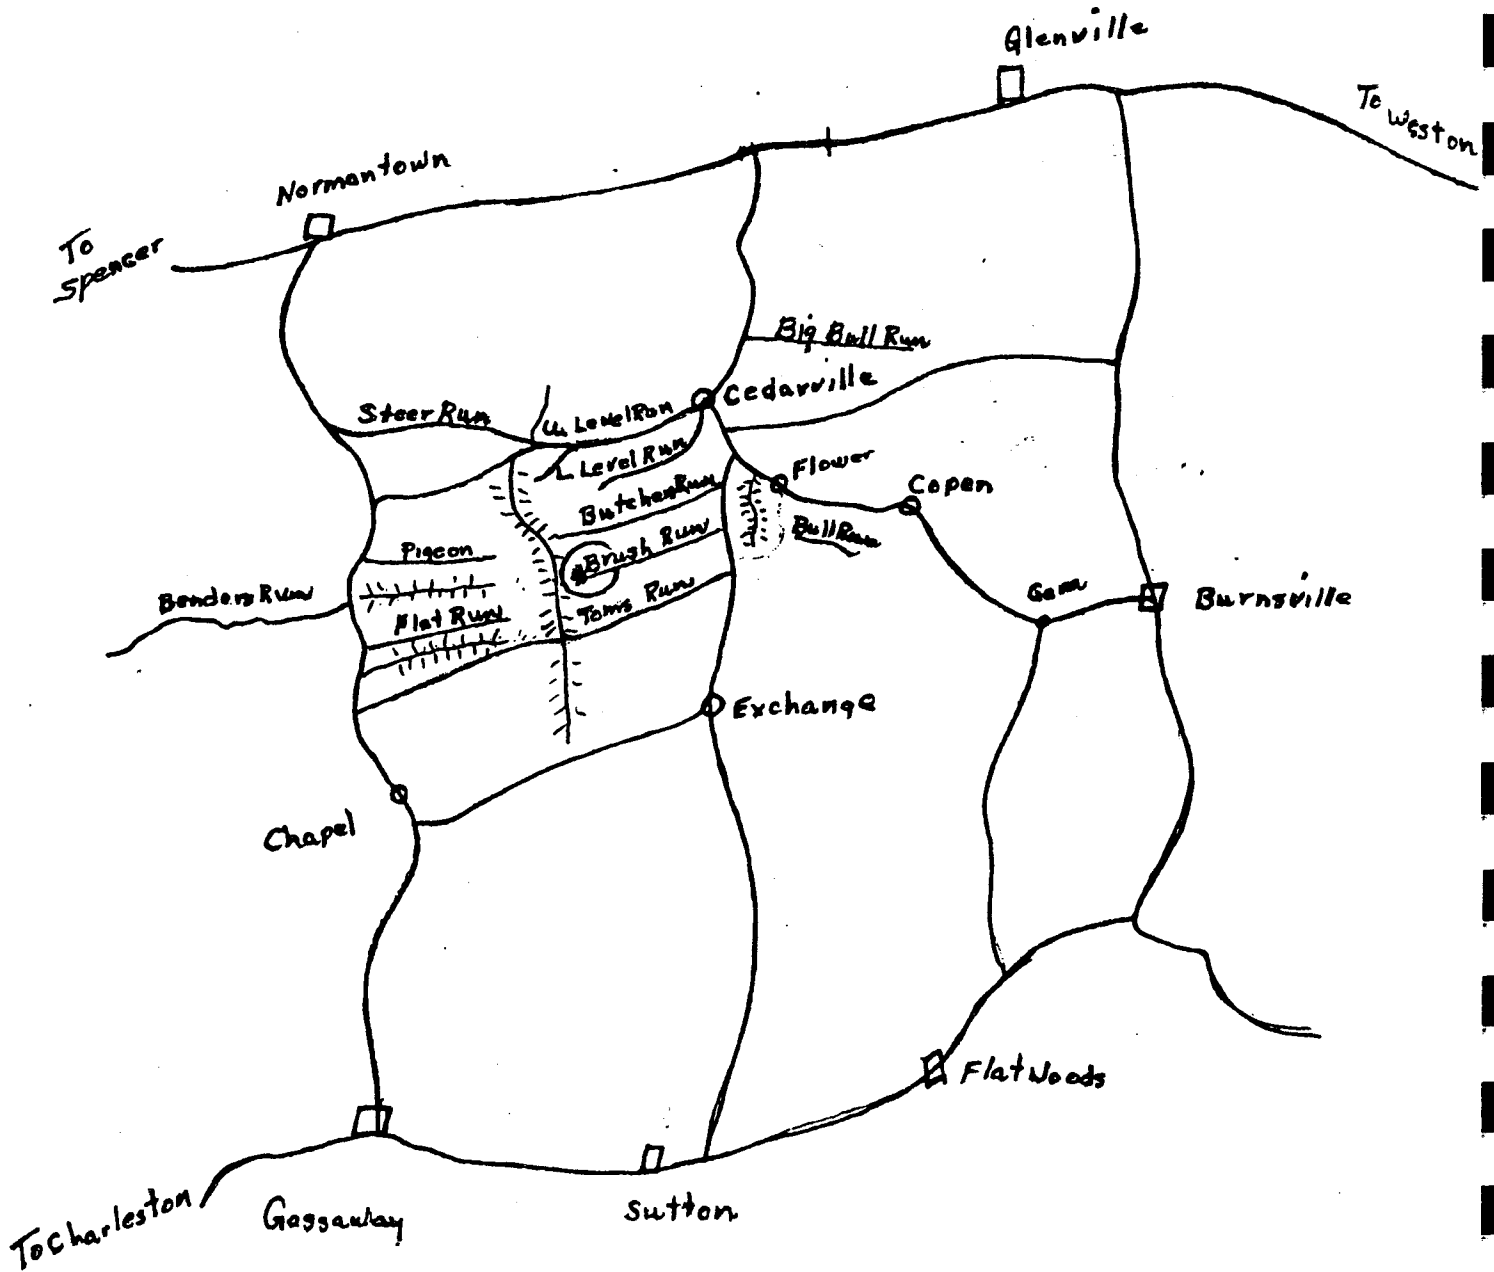 Glenville
To
Weston
Normantown
To
Spencer
Big Bull Run
Cedarville
Steer Run
U. Level Run
L. Level Run
Flower
Copen
Butcher Run
Bull Run
Pigeon
Brush Run
Benders Run
Toms Run
Flat Run
Gem
Burnsville
Exchange
Chapel
Flatwoods
To Charleston
Gassaway
Sutton